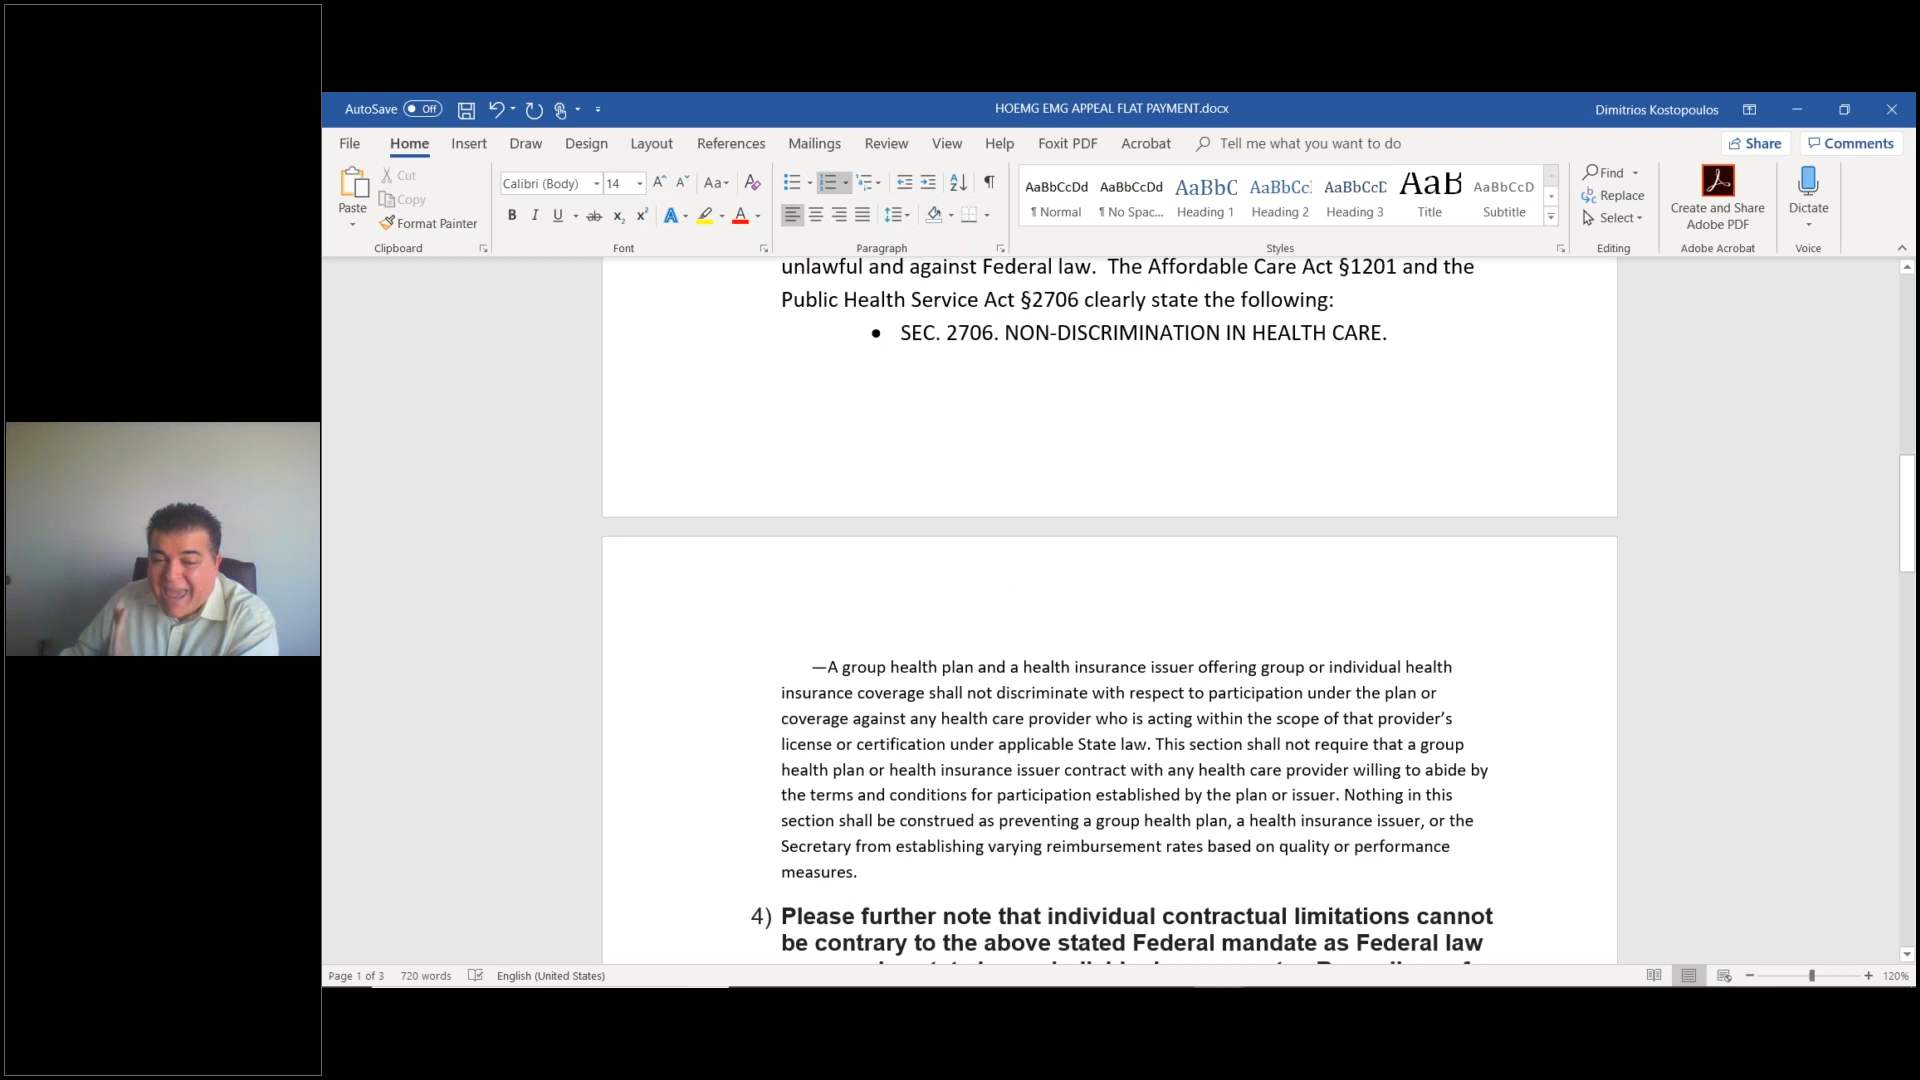 AutoSave Off
HOEMG EMG APPEAL FLAT PAYMENT.docx
Dimitrios Kostopoulos
File Home Insert Draw Design Layout References Mailings Review View Help Foxit PDF Acrobat Tell me what you want to do Share Comments
Paste
Cut
Copy
Format Painter
Clipboard
Calibri (Body) 14
Font
Paragraph
AaBbCcDd AaBbCcDd AaBbC AaBbCc AaBbCcD AaB AaBbCcD
¶ Normal ¶ No Spac... Heading 1 Heading 2 Heading 3 Title Subtitle
Styles
Find
Replace
Select
Editing
Create and Share
Adobe PDF
Adobe Acrobat
Dictate
Voice
unlawful and against Federal law. The Affordable Care Act §1201 and the
Public Health Service Act §2706 clearly state the following:
• SEC. 2706. NON-DISCRIMINATION IN HEALTH CARE.
—A group health plan and a health insurance issuer offering group or individual health
insurance coverage shall not discriminate with respect to participation under the plan or
coverage against any health care provider who is acting within the scope of that provider’s
license or certification under applicable State law. This section shall not require that a group
health plan or health insurance issuer contract with any health care provider willing to abide by
the terms and conditions for participation established by the plan or issuer. Nothing in this
section shall be construed as preventing a group health plan, a health insurance issuer, or the
Secretary from establishing varying reimbursement rates based on quality or performance
measures.
4) Please further note that individual contractual limitations cannot
be contrary to the above stated Federal mandate as Federal law
Page 1 of 3 720 words English (United States) 120%